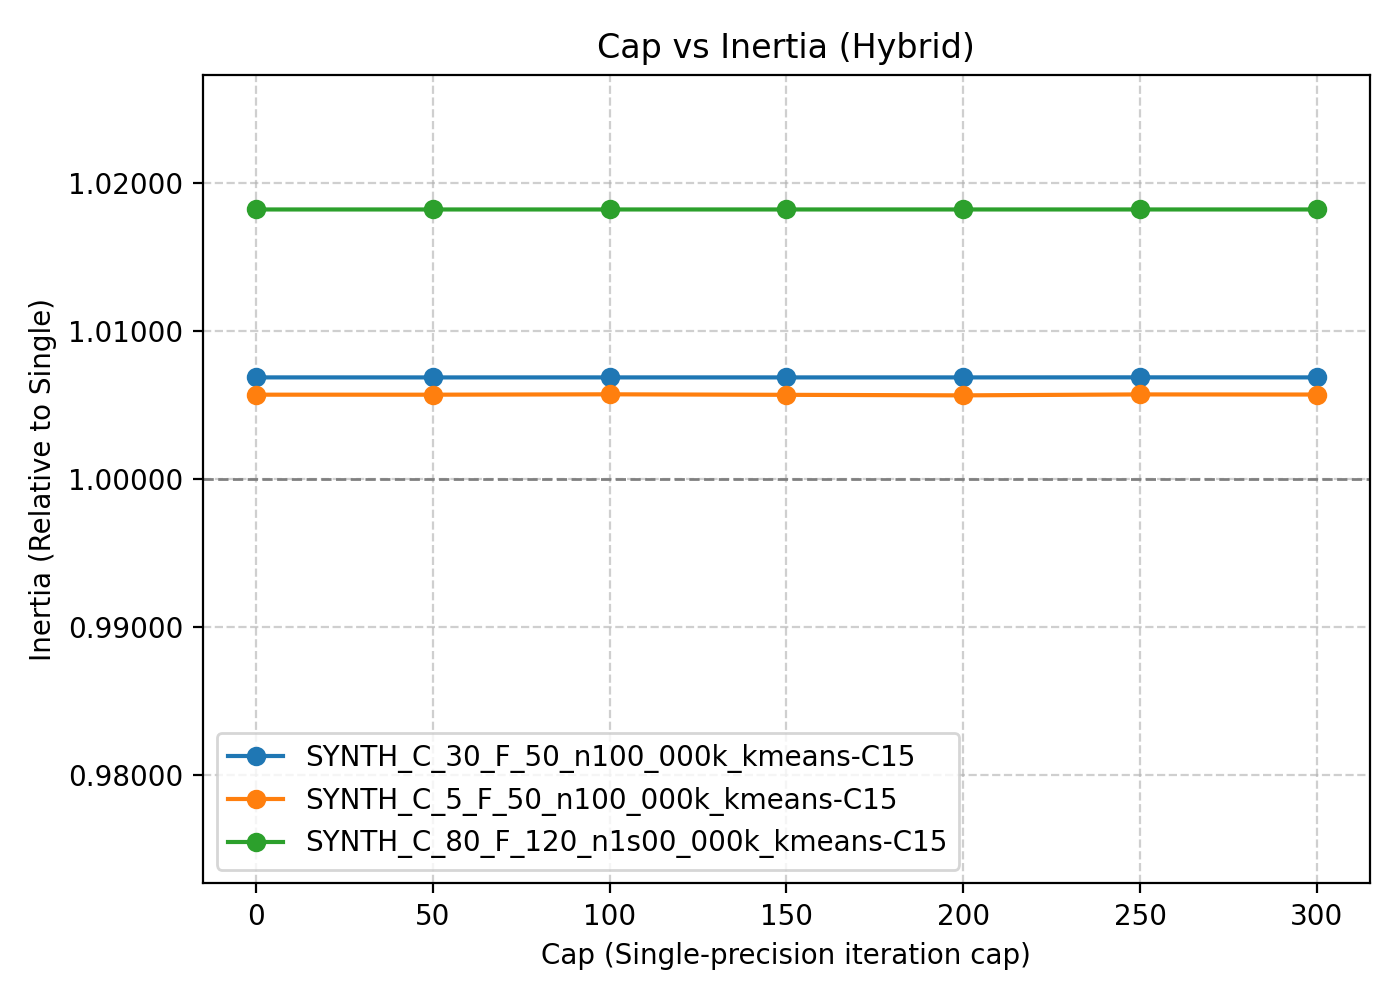 Cap vs Inertia (Hybrid)
Inertia (Relative to Single)
1.02000
1.01000
1.00000
0.99000
0.98000
SYNTH_C_30_F_50_n100_000k_kmeans-C15
SYNTH_C_5_F_50_n100_000k_kmeans-C15
SYNTH_C_80_F_120_n1s00_000k_kmeans-C15
0 50 100 150 200 250 300
Cap (Single-precision iteration cap)